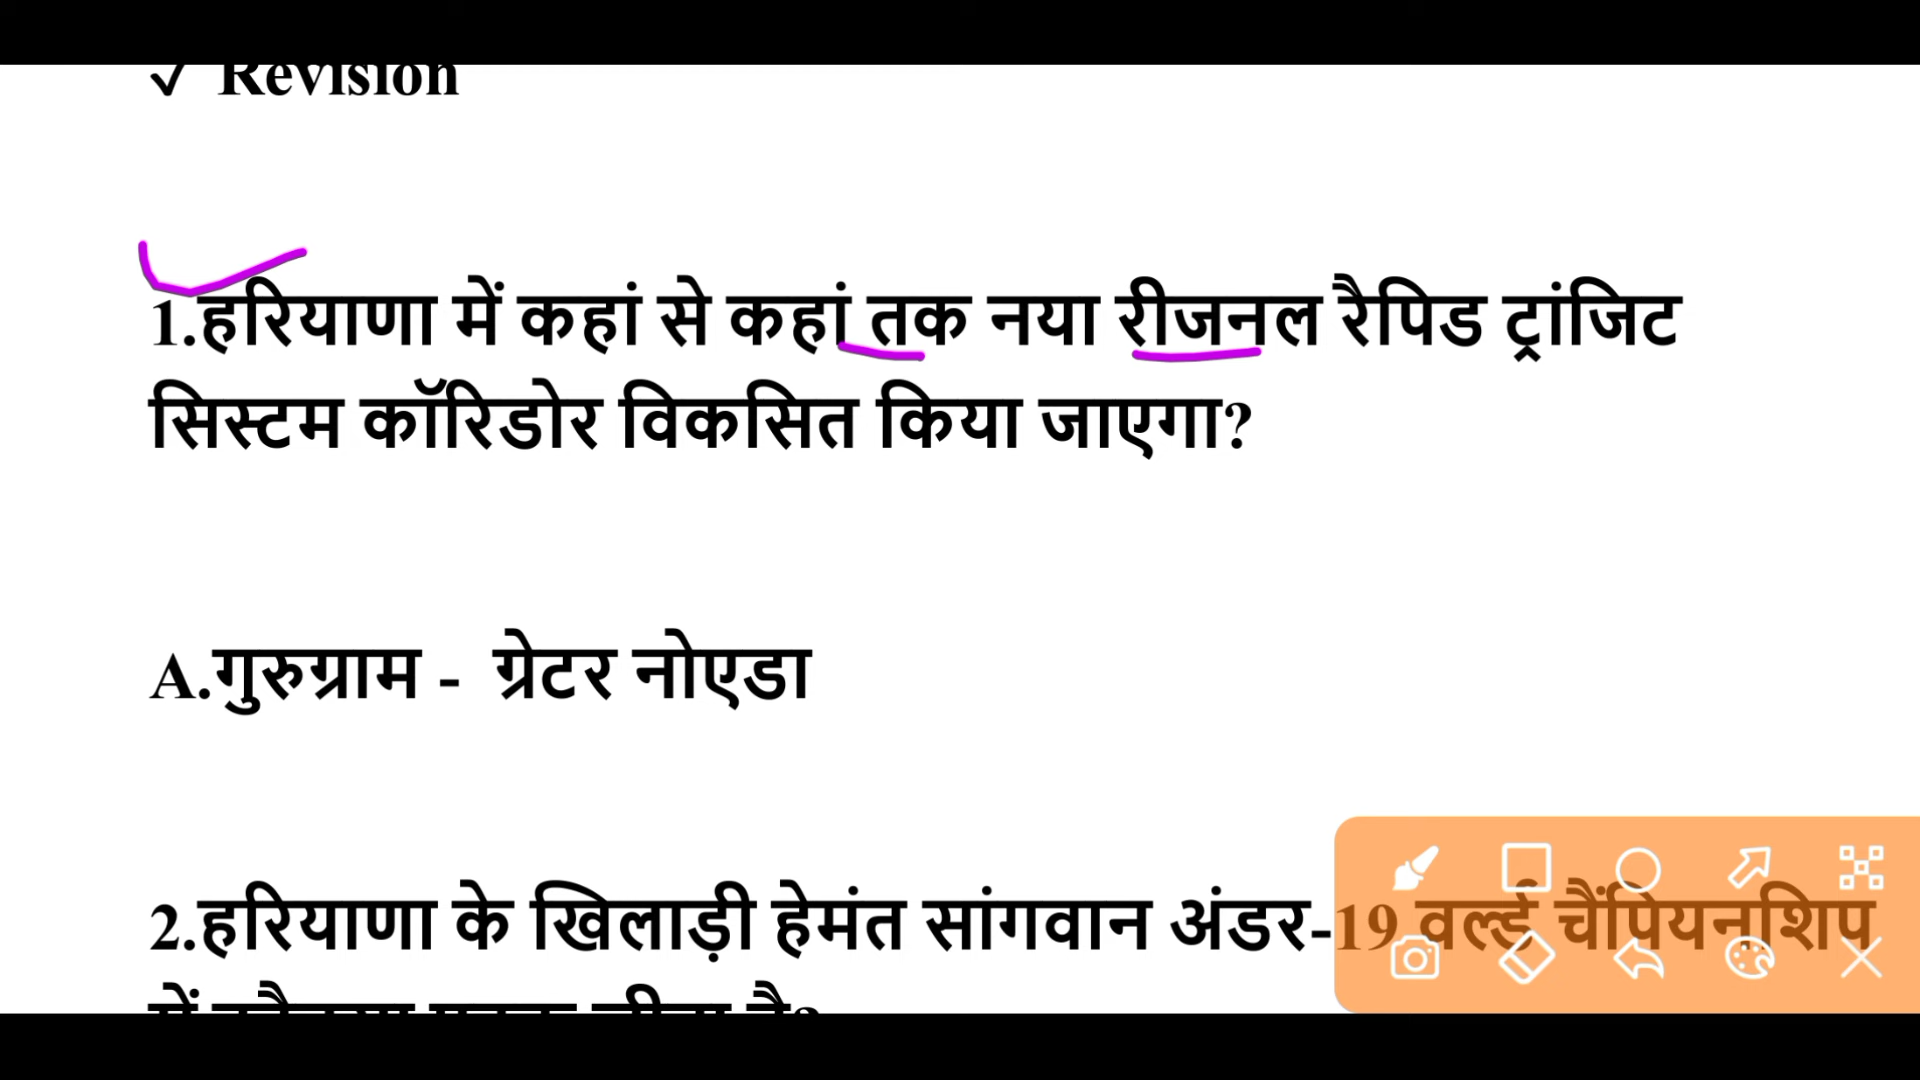 ✓ Revision
1.हरियाणा में कहां से कहां तक नया रीजनल रैपिड ट्रांजिट
सिस्टम कॉरिडोर विकसित किया जाएगा?
A.गुरुग्राम - ग्रेटर नोएडा
2.हरियाणा के खिलाड़ी हेमंत सांगवान अंडर-19 वर्ल्ड चैंपियनशिप
में